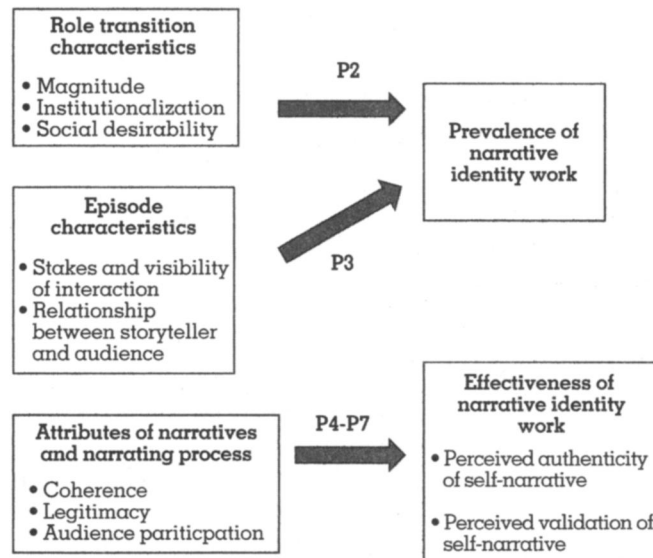 Role transition
characteristics
• Magnitude
• Institutionalization
• Social desirability
P2
Prevalence of
narrative
identity work
Episode
characteristics
• Stakes and visibility
of interaction
• Relationship
between storyteller
and audience
P3
Attributes of narratives
and narrating process
• Coherence
• Legitimacy
• Audience pariticpation
P4-P7
Effectiveness of
narrative identity
work
• Perceived authenticity
of self-narrative
• Perceived validation of
self-narrative